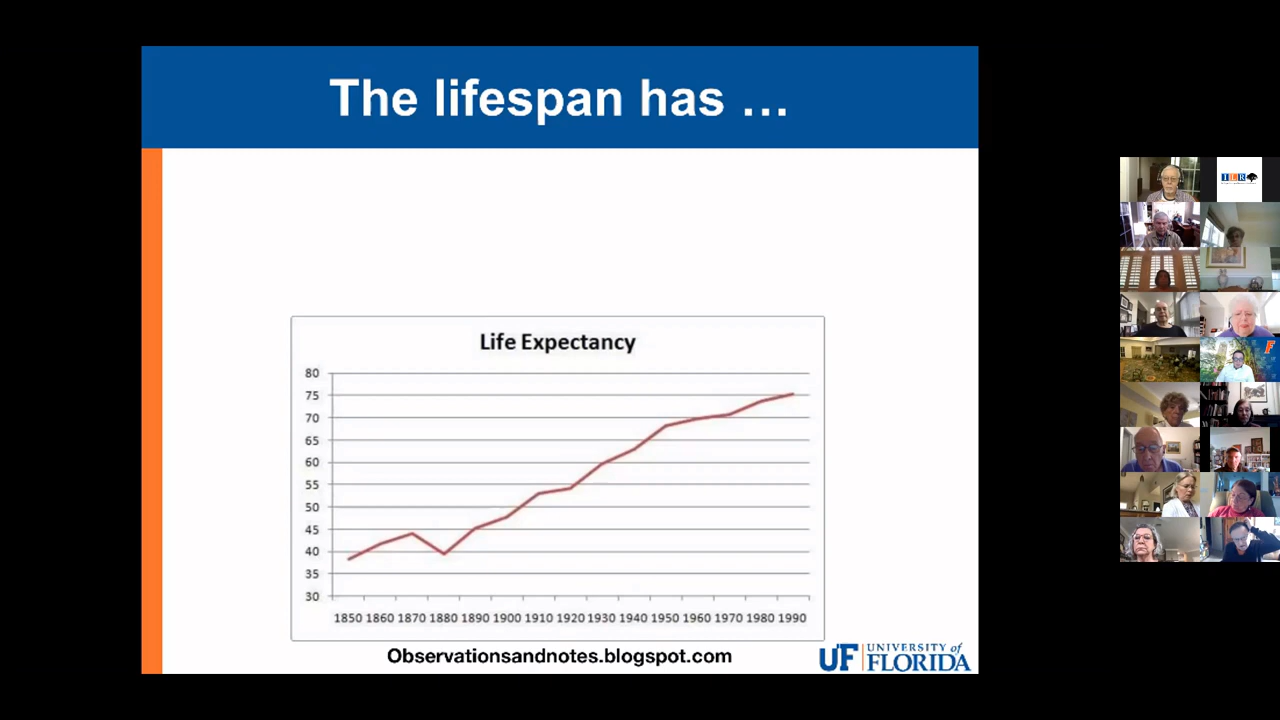 The lifespan has …
Life Expectancy
80
75
70
65
60
55
50
45
40
35
30
1850 1860 1870 1880 1890 1900 1910 1920 1930 1940 1950 1960 1970 1980 1990
Observationsandnotes.blogspot.com
UF UNIVERSITY of
FLORIDA
ILR
F